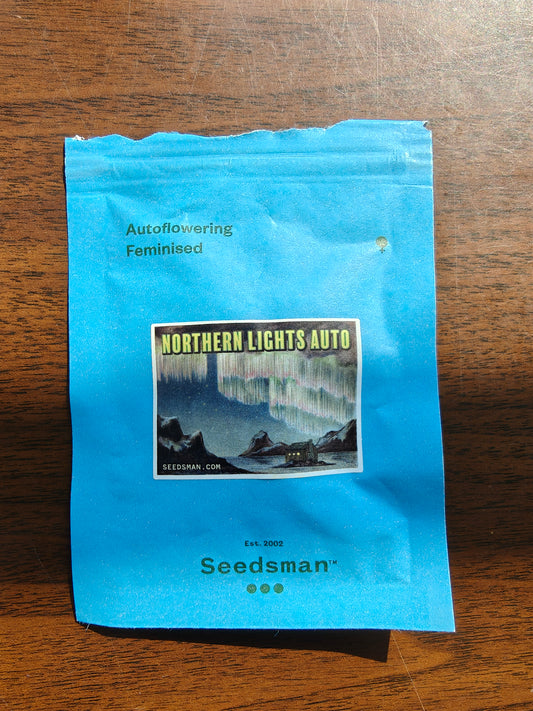 Autoflowering
Feminised
NORTHERN LIGHTS AUTO
SEEDSMAN.COM
Est. 2002
Seedsman™